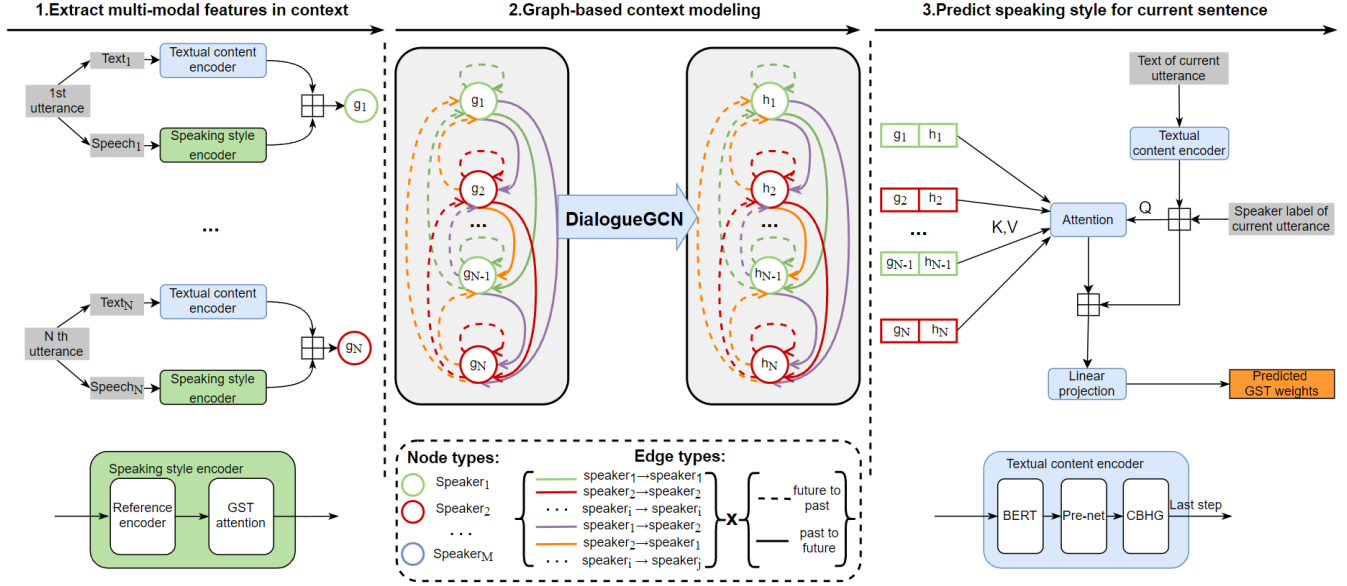 1.Extract multi-modal features in context
2.Graph-based context modeling
3.Predict speaking style for current sentence
1st
utterance
Text1
Speech1
Textual content
encoder
Speaking style
encoder
g1
...
N th
utterance
TextN
SpeechN
Textual content
encoder
Speaking style
encoder
gN
Speaking style encoder
Reference
encoder
GST
attention
g1
g2
...
gN-1
gN
DialogueGCN
h1
h2
...
hN-1
hN
Node types:
Speaker1
Speaker2
...
SpeakerM
Edge types:
speaker1→speaker1
speaker2→speaker2
... speakeri → speakeri
speaker1→speaker2
speaker2→speaker1
... speakeri → speakerj
x
future to
past
past to
future
Text of current
utterance
Textual
content encoder
g1 h1
g2 h2
...
gN-1 hN-1
gN hN
K,V
Attention
Q
Speaker label of
current utterance
Linear
projection
Predicted
GST weights
Textual content encoder
BERT
Pre-net
CBHG
Last step